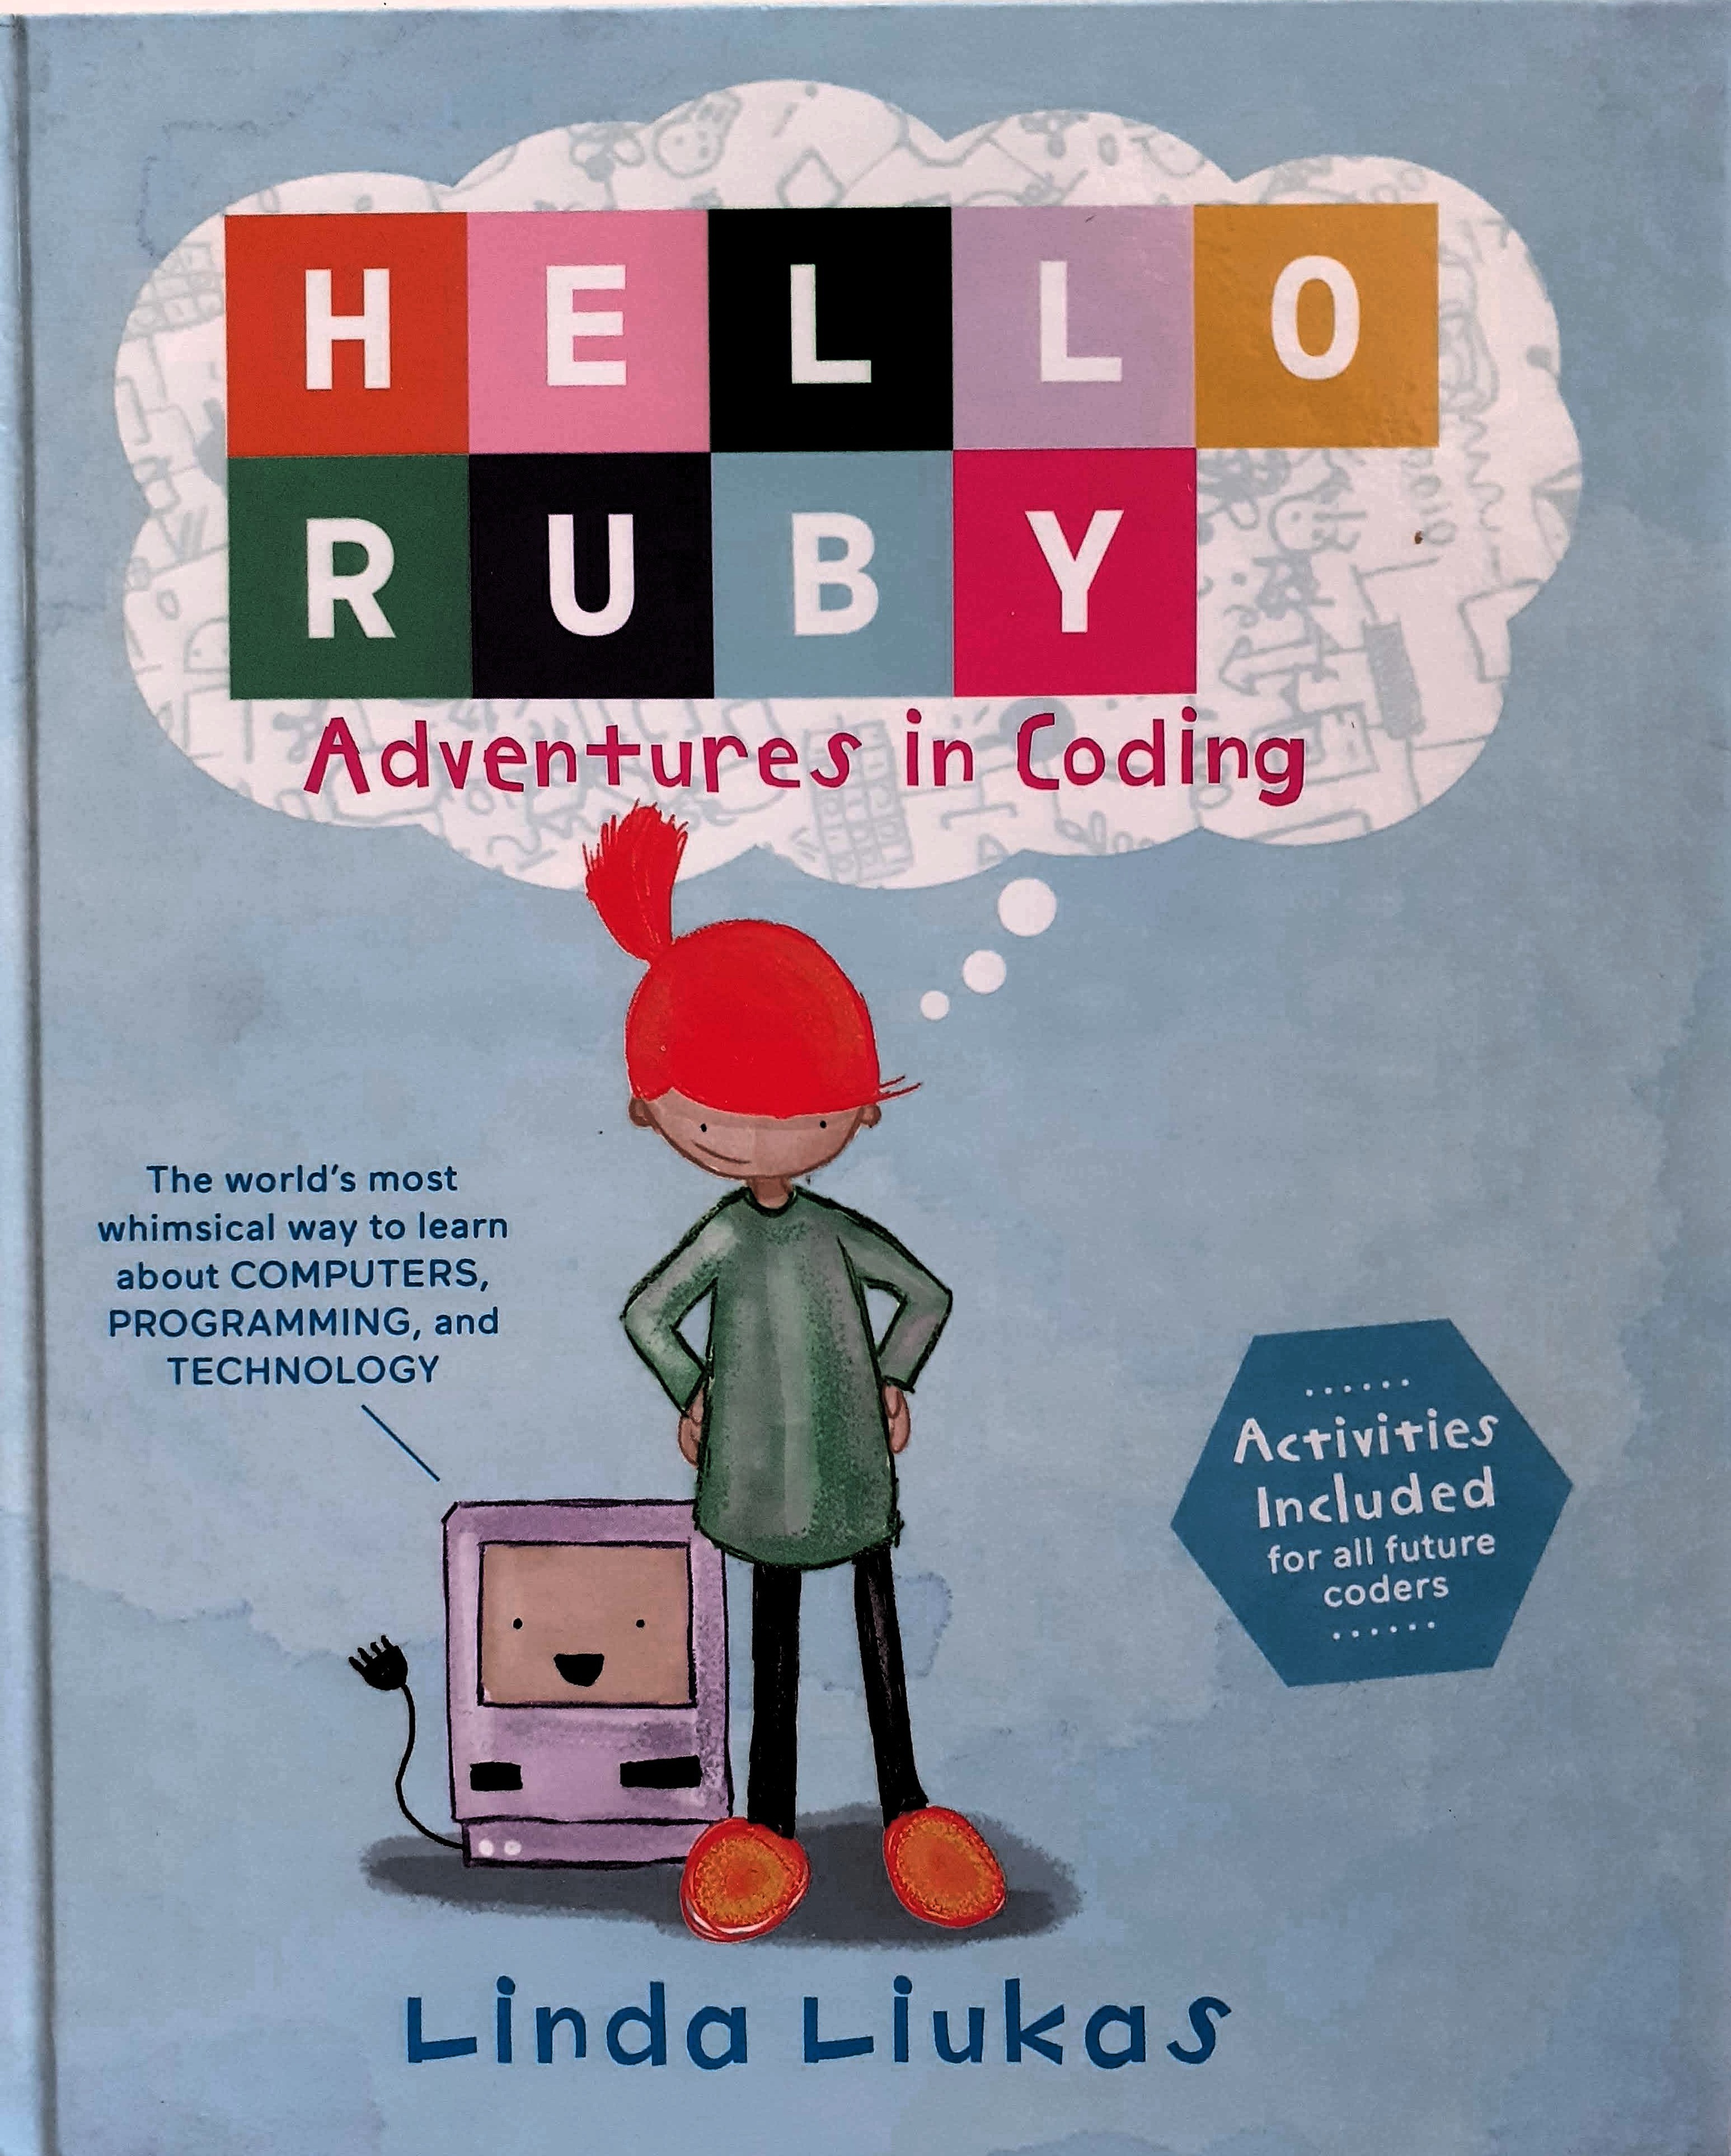 HELLO
RUBY
Adventures in Coding
The world's most
whimsical way to learn
about COMPUTERS,
PROGRAMMING, and
TECHNOLOGY
Activities
Included
for all future
coders
Linda Liukas